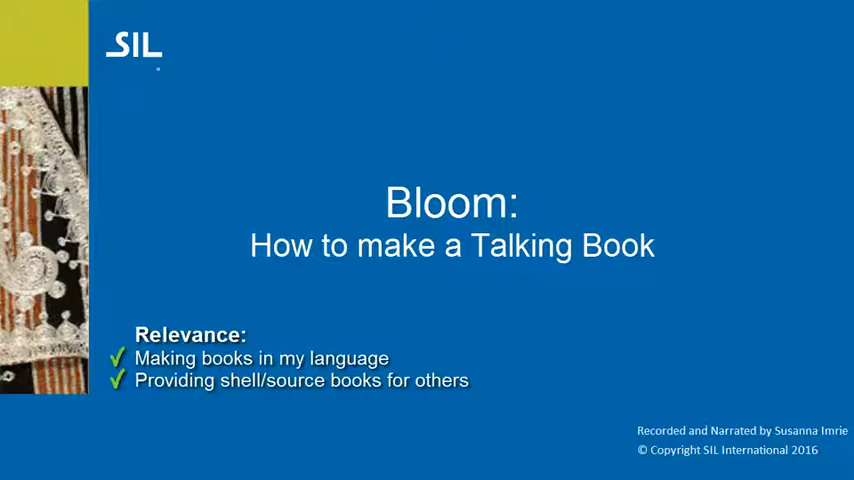 SIL
Bloom:
How to make a Talking Book
Relevance:
Making books in my language
Providing shell/source books for others
Recorded and Narrated by Susanna Imrie
© Copyright SIL International 2016